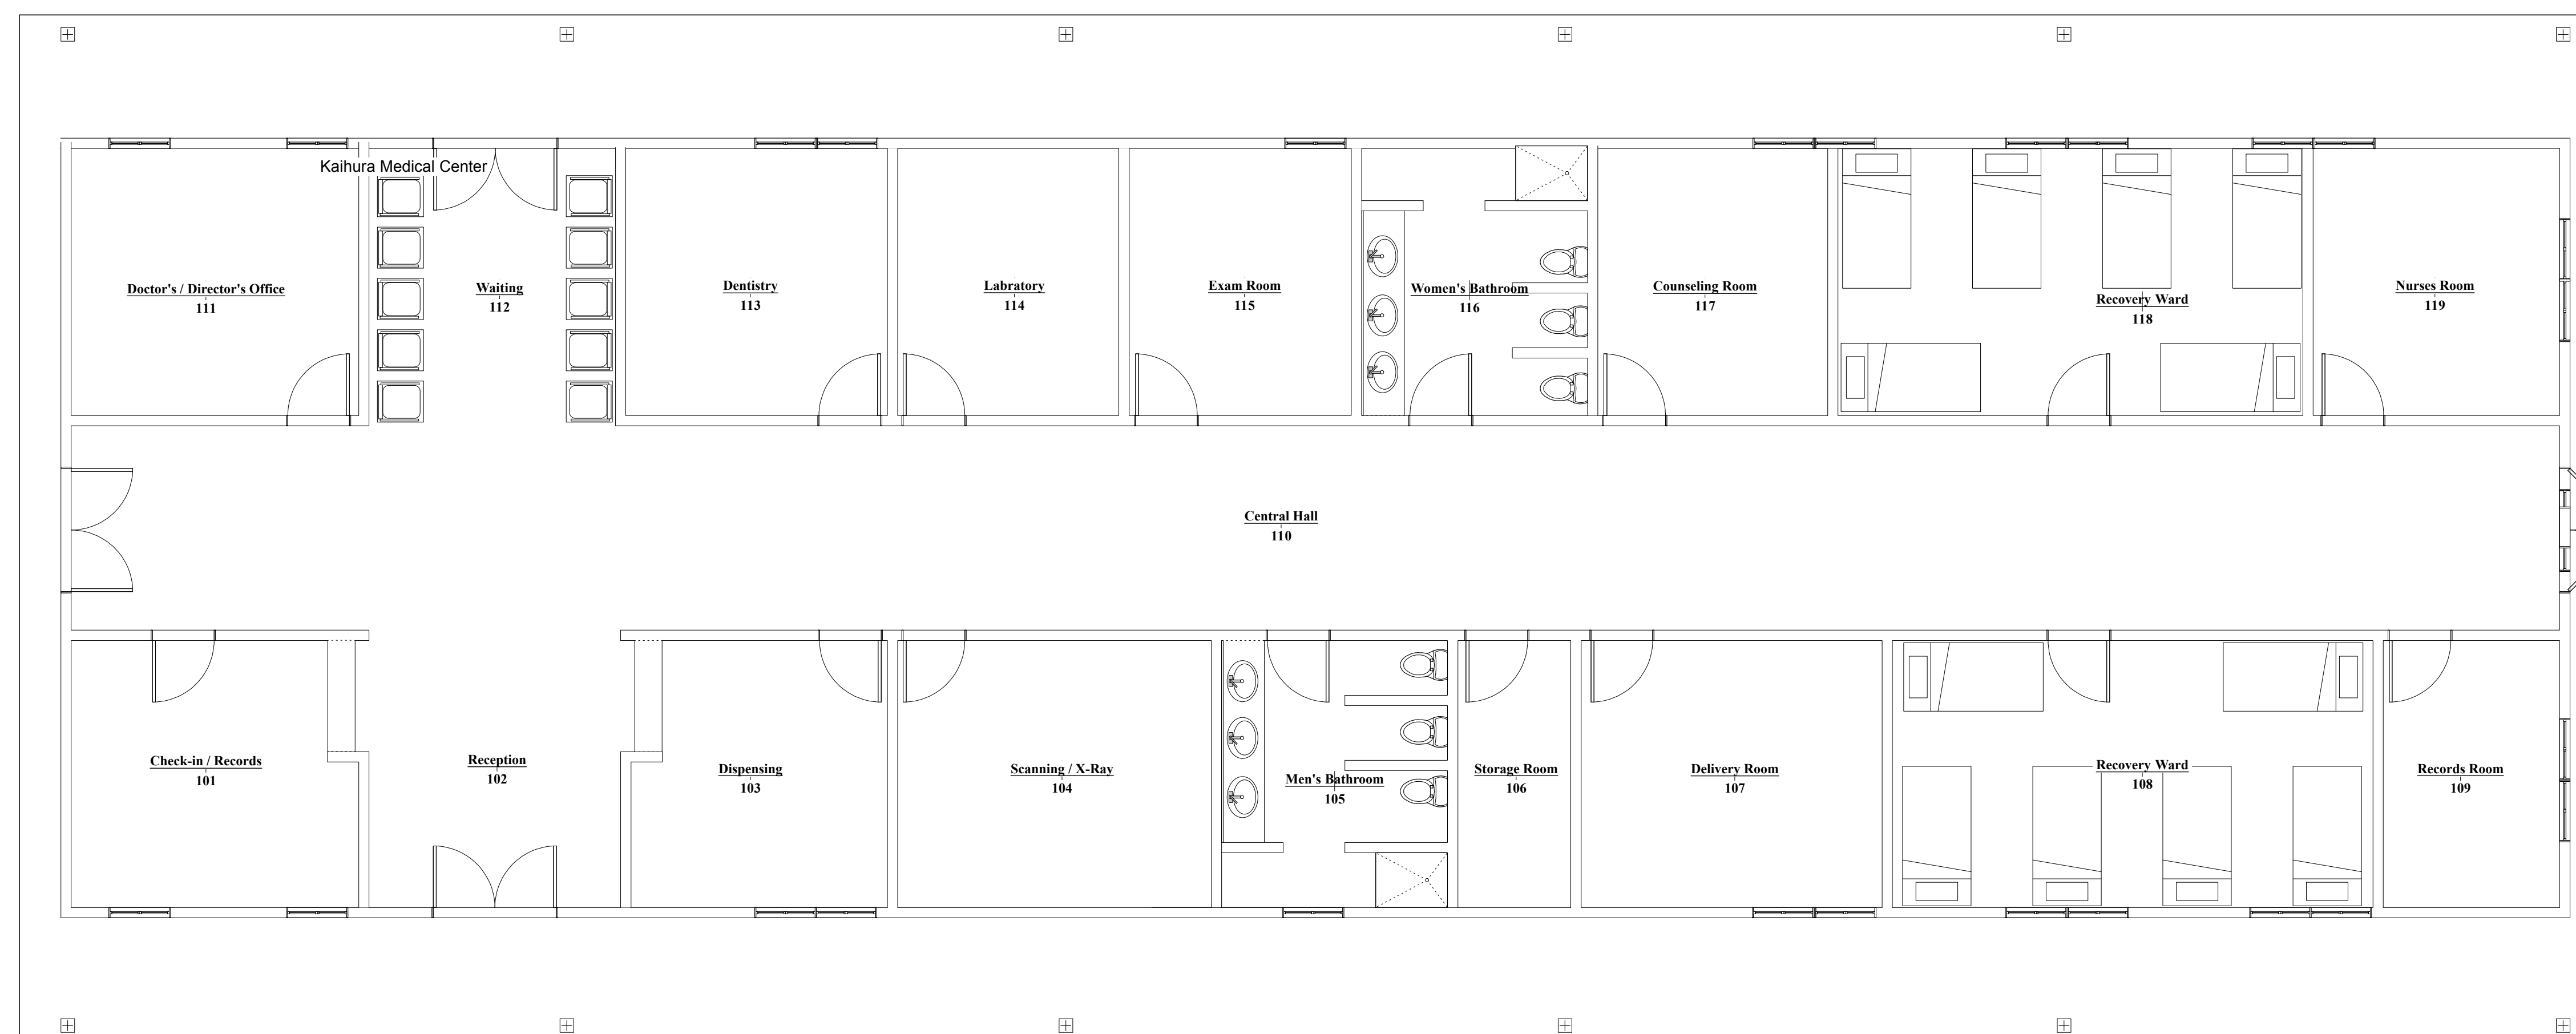 Kaihura Medical Center
Doctor's / Director's Office
111
Waiting
112
Dentistry
113
Labratory
114
Exam Room
115
Women's Bathroom
116
Counseling Room
117
Recovery Ward
118
Nurses Room
119
Central Hall
110
Check-in / Records
101
Reception
102
Dispensing
103
Scanning / X-Ray
104
Men's Bathroom
105
Storage Room
106
Delivery Room
107
Recovery Ward
108
Records Room
109